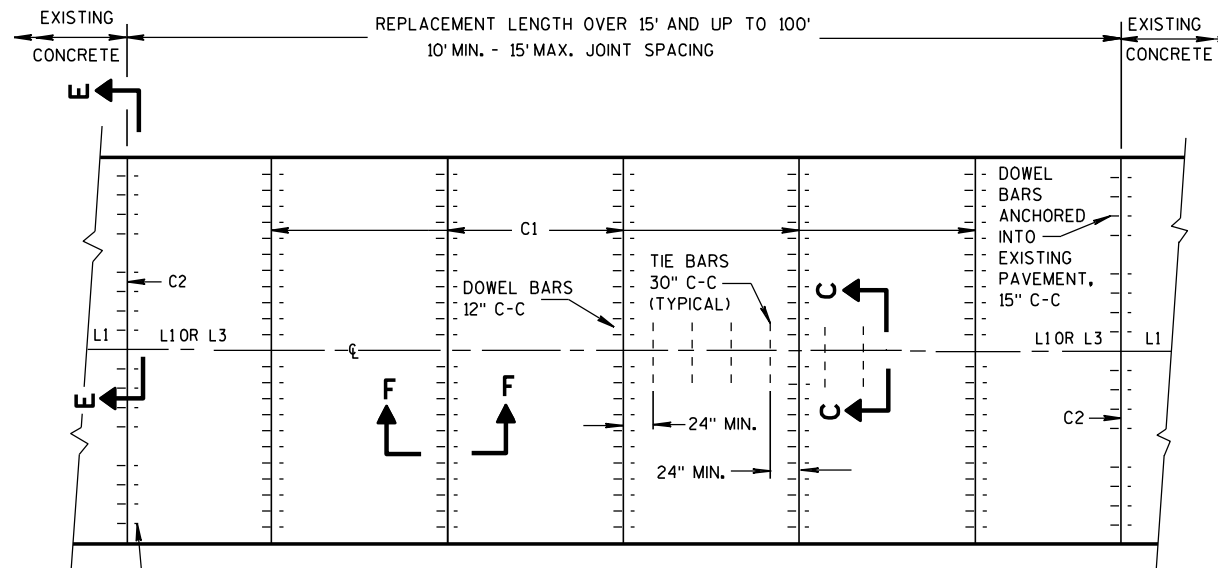 EXISTING
CONCRETE
REPLACEMENT LENGTH OVER 15' AND UP TO 100'
10' MIN. - 15' MAX. JOINT SPACING
EXISTING
CONCRETE
E
DOWEL
BARS
ANCHORED
INTO
EXISTING
PAVEMENT,
15" C-C
C1
C2
DOWEL BARS
12" C-C
TIE BARS
30" C-C
(TYPICAL)
C
L1
L1 OR L3
℄
L1 OR L3
L1
E
F
F
C
24" MIN.
C2
24" MIN.